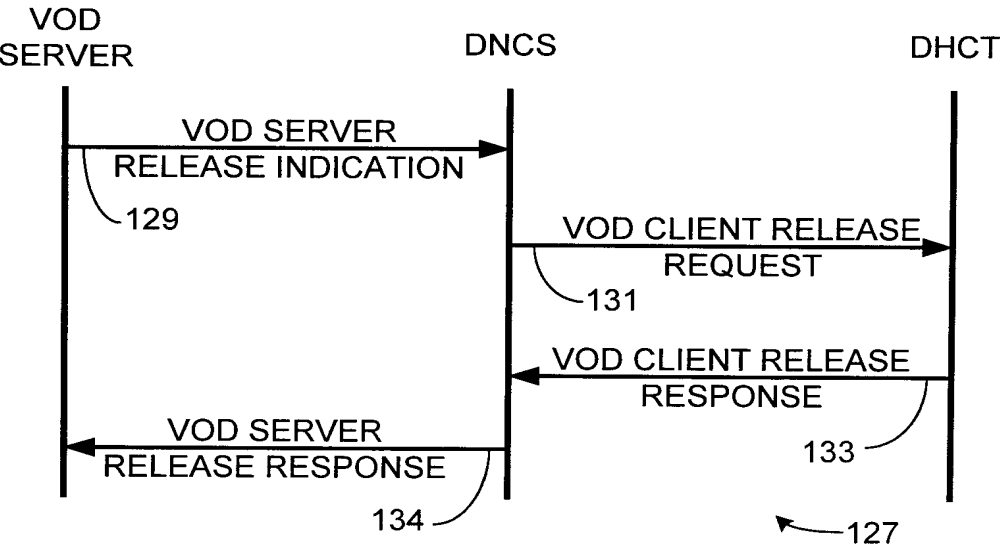 VOD
SERVER
DNCS
DHCT
VOD SERVER
RELEASE INDICATION
129
VOD CLIENT RELEASE
REQUEST
131
VOD CLIENT RELEASE
RESPONSE
133
VOD SERVER
RELEASE RESPONSE
134
127